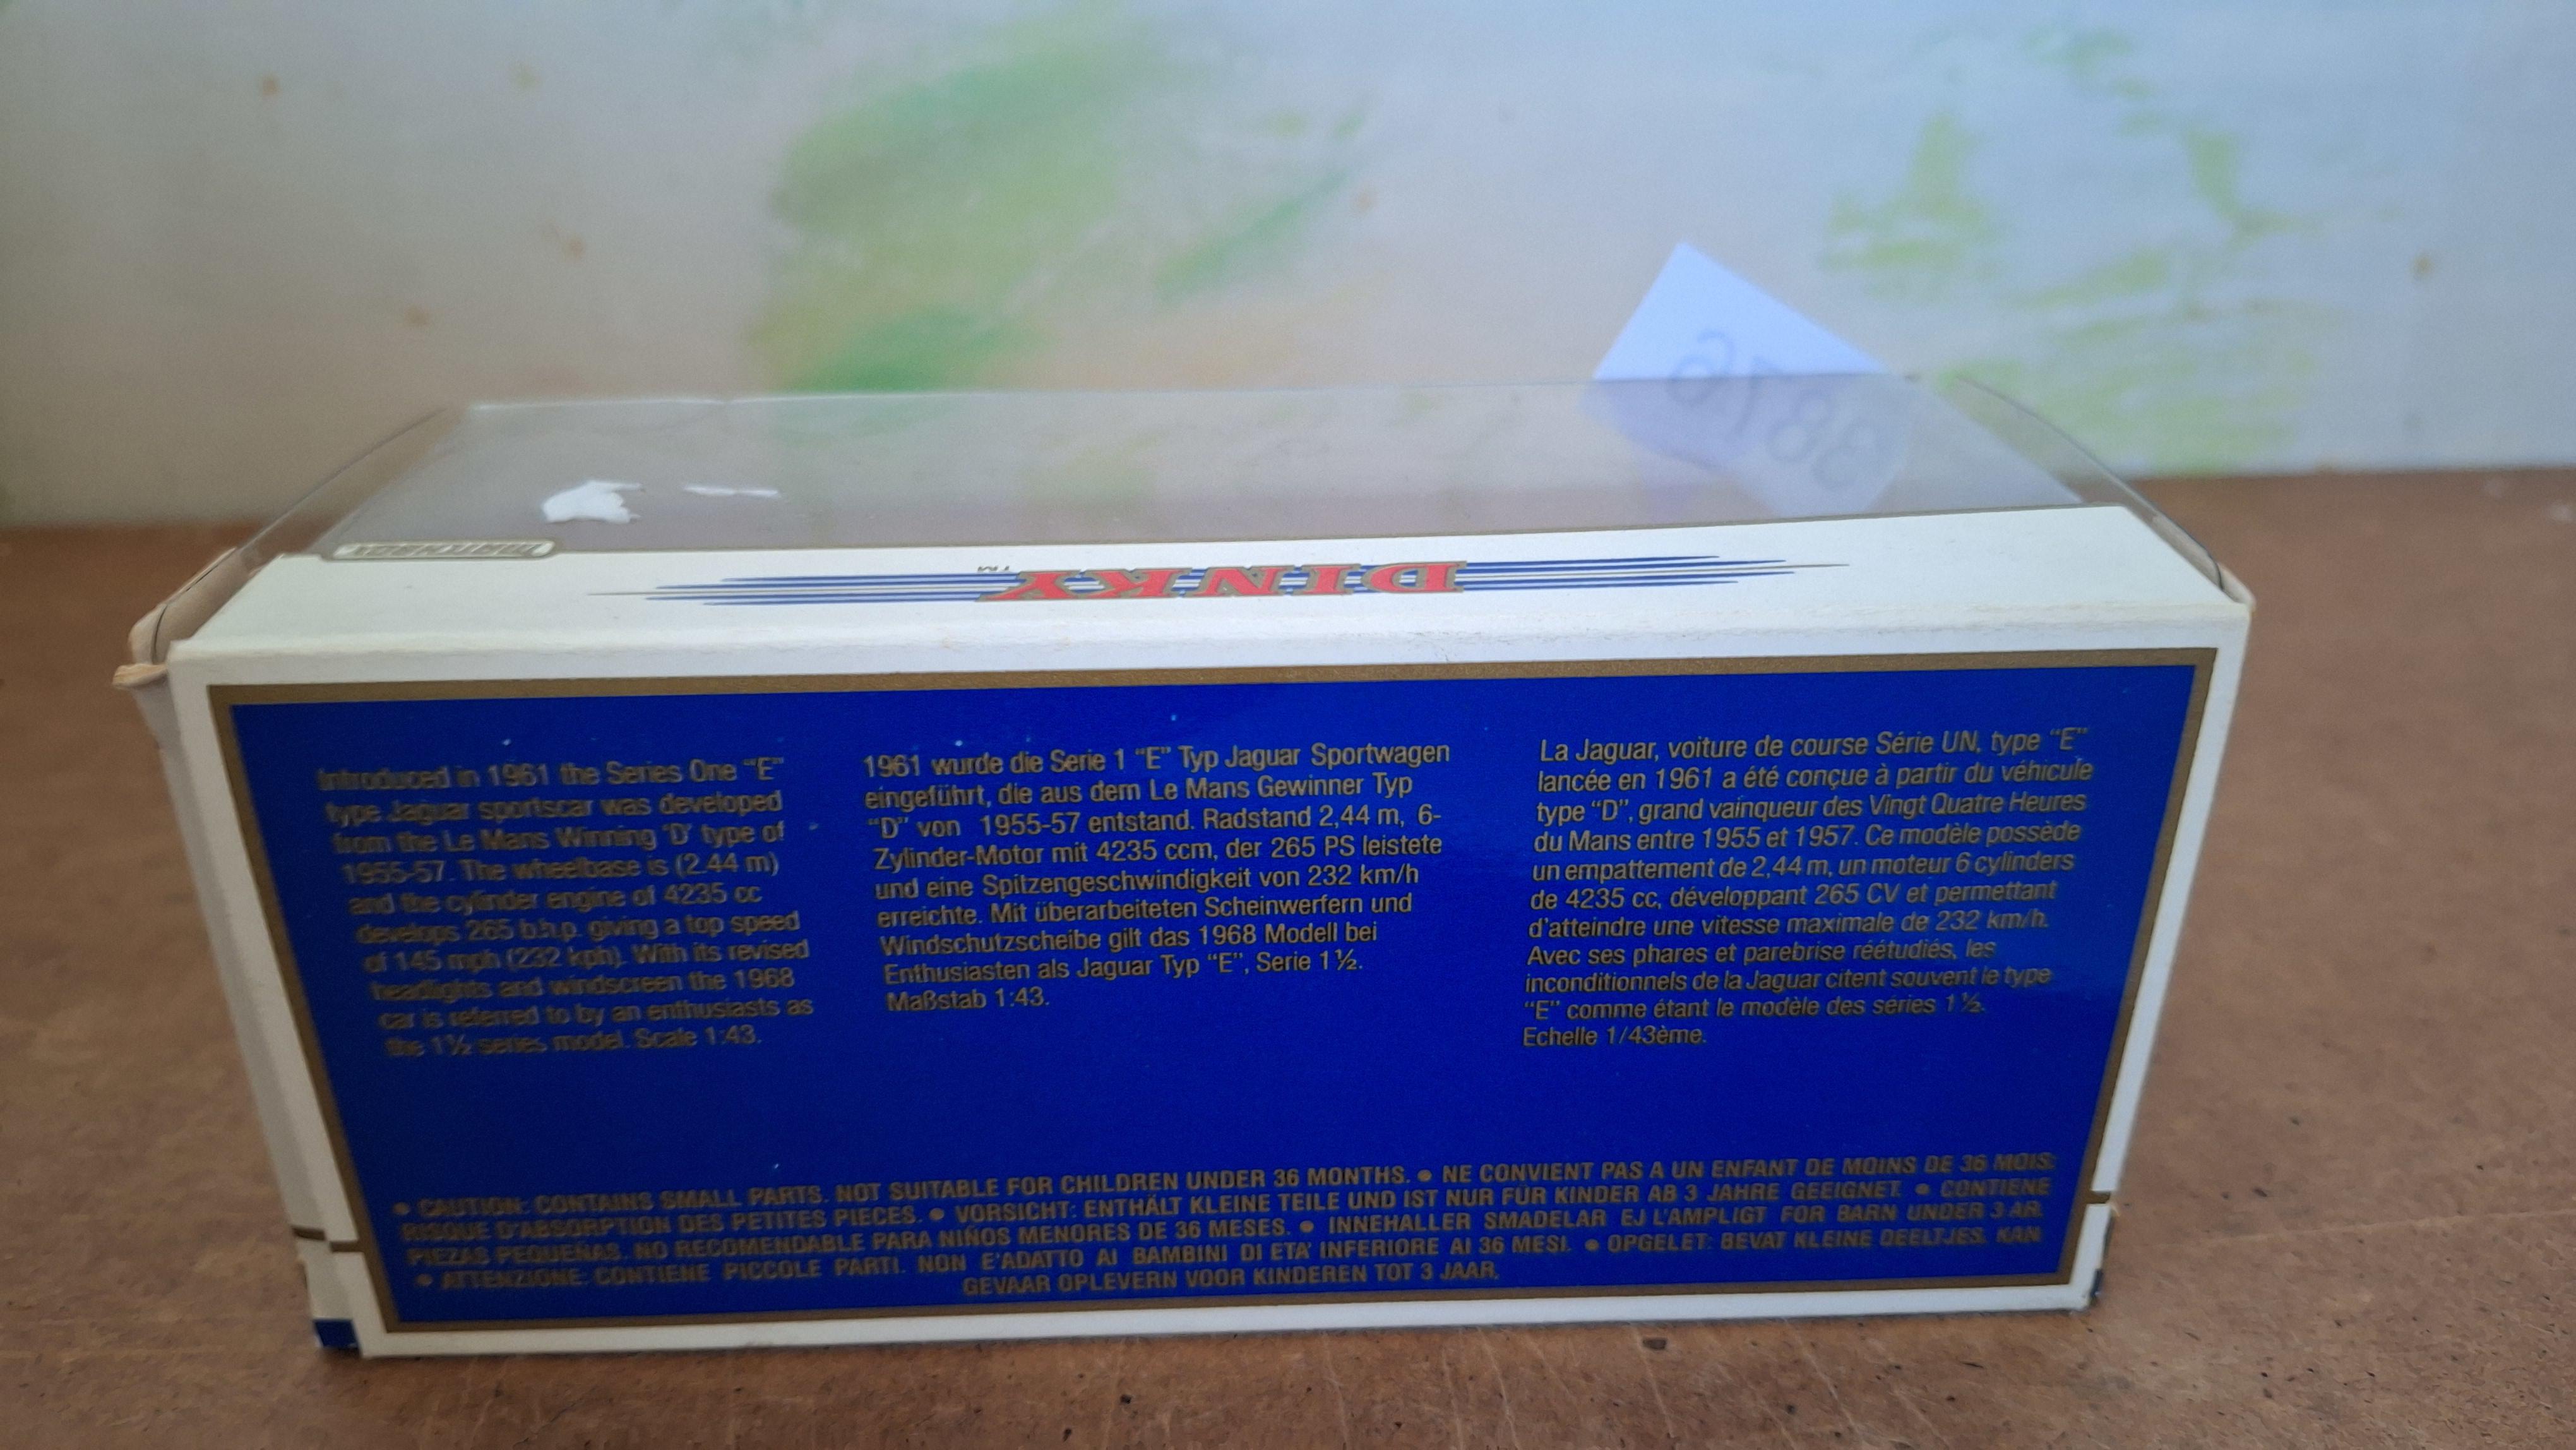 3876
MATCHBOX
DINKY™
Introduced in 1961 the Series One "E"
type Jaguar sportscar was developed
from the Le Mans Winning 'D' type of
1955-57. The wheelbase is (2.44 m)
and the cylinder engine of 4235 cc
develops 265 b.h.p. giving a top speed
of 145 mph (232 kph). With its revised
headlights and windscreen the 1968
car is referred to by an enthusiasts as
the 1½ series model. Scale 1:43.
1961 wurde die Serie 1 "E" Typ Jaguar Sportwagen
eingeführt, die aus dem Le Mans Gewinner Typ
"D" von 1955-57 entstand. Radstand 2,44 m, 6-
Zylinder-Motor mit 4235 ccm, der 265 PS leistete
und eine Spitzengeschwindigkeit von 232 km/h
erreichte. Mit überarbeiteten Scheinwerfern und
Windschutzscheibe gilt das 1968 Modell bei
Enthusiasten als Jaguar Typ "E", Serie 1½.
Maßstab 1:43.
La Jaguar, voiture de course Série UN, type "E"
lancée en 1961 a été conçue à partir du véhicule
type "D", grand vainqueur des Vingt Quatre Heures
du Mans entre 1955 et 1957. Ce modèle possède
un empattement de 2,44 m, un moteur 6 cylinders
de 4235 cc, développant 265 CV et permettant
d'atteindre une vitesse maximale de 232 km/h.
Avec ses phares et parebrise réétudiés, les
inconditionnels de la Jaguar citent souvent le type
"E" comme étant le modèle des séries 1½.
Echelle 1/43ème.
• CAUTION: CONTAINS SMALL PARTS. NOT SUITABLE FOR CHILDREN UNDER 36 MONTHS. • NE CONVIENT PAS A UN ENFANT DE MOINS DE 36 MOIS:
RISQUE D'ABSORPTION DES PETITES PIECES. • VORSICHT: ENTHÄLT KLEINE TEILE UND IST NUR FÜR KINDER AB 3 JAHRE GEEIGNET. • CONTIENE
PIEZAS PEQUEÑAS. NO RECOMENDABLE PARA NIÑOS MENORES DE 36 MESES. • INNEHALLER SMADELAR EJ L'AMPLIGT FOR BARN UNDER 3 AR.
• ATTENZIONE: CONTIENE PICCOLE PARTI. NON E'ADATTO AI BAMBINI DI ETA' INFERIORE AI 36 MESI. • OPGELET: BEVAT KLEINE DEELTJES. KAN
GEVAAR OPLEVERN VOOR KINDEREN TOT 3 JAAR.